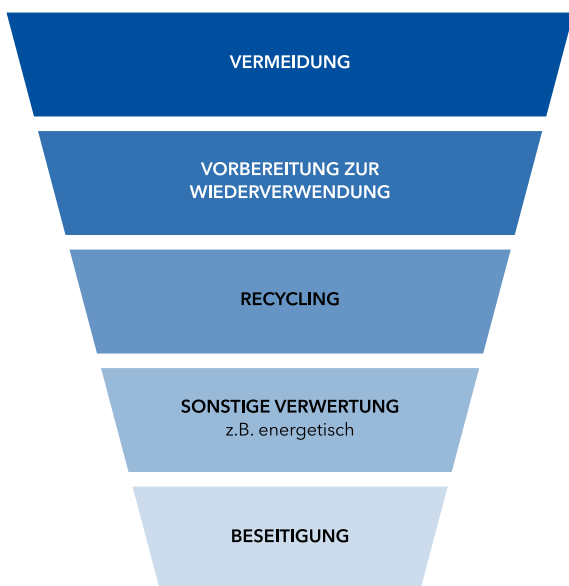 VERMEIDUNG
VORBEREITUNG ZUR
WIEDERVERWENDUNG
RECYCLING
SONSTIGE VERWERTUNG
z.B. energetisch
BESEITIGUNG